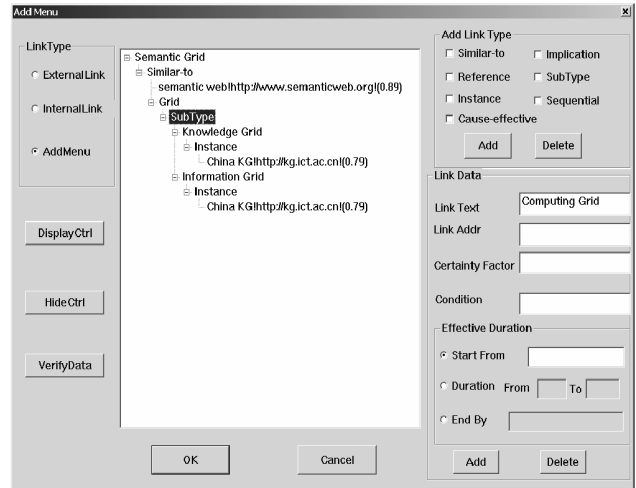 Add Menu
LinkType
ExternalLink
InternalLink
AddMenu
DisplayCtrl
HideCtrl
VerifyData
Semantic Grid
Similar-to
semantic web!http://www.semanticweb.org!(0.89)
Grid
SubType
Knowledge Grid
Instance
China KG!http://kg.ict.ac.cn!(0.79)
Information Grid
Instance
China KG!http://kg.ict.ac.cn!(0.79)
OK Cancel
Add Link Type
Similar-to Implication
Reference SubType
Instance Sequential
Cause-effective
Add Delete
Link Data
Link Text Computing Grid
Link Addr
Certainty Factor
Condition
Effective Duration
Start From
Duration From To
End By
Add Delete